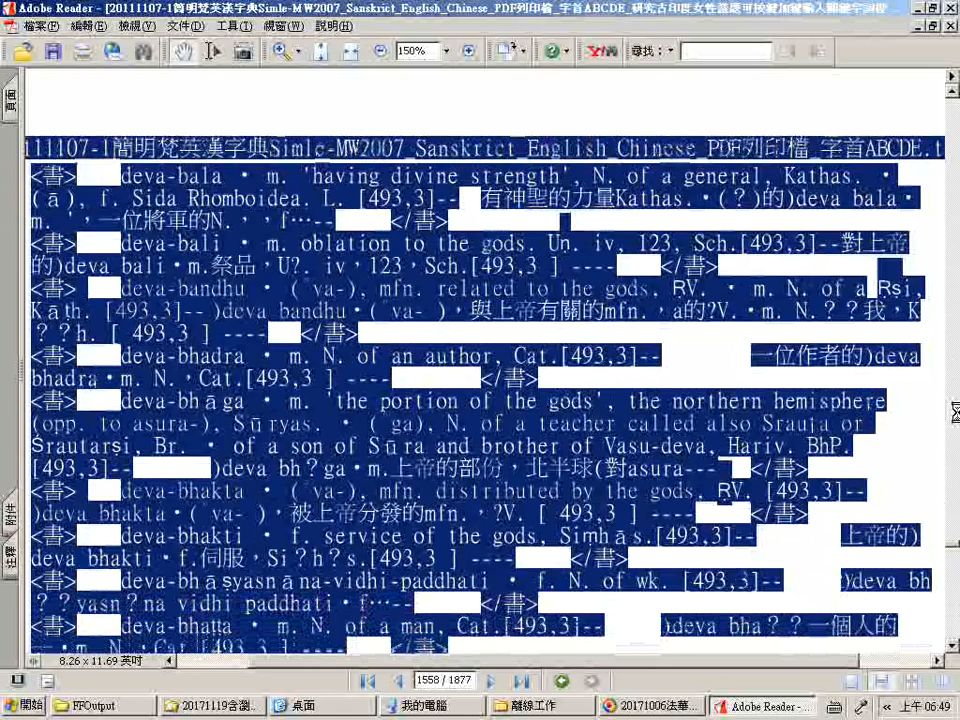 Adobe Reader - [20111107-1簡明梵英漢字典Simle-MW2007_Sanskrict_English_Chinese_PDF列印檔_字首ABCDE_研究古印度女性
檔案(F) 編輯(E) 檢視(V) 文件(D) 工具(T) 視窗(W) 說明(H)
150% 尋找：
頁面
111107-1簡明梵英漢字典Simle-MW2007_Sanskrict_English_Chinese_PDF列印檔_字首ABCDE.t
<書> deva-bala • m. 'having divine strength', N. of a general, Kathas. •
(ā), f. Sida Rhomboidea. L. [493,3]-- 有神聖的力量Kathas.•(？)的)deva bala•
m. '，一位將軍的N. ， ，f…-- </書>
<書> deva-bali • m. oblation to the gods. Un. iv, 123, Sch.[493,3]--對上帝
的)deva bali•m.祭品，U?. iv，123，Sch.[493,3 ] ---- </書>
<書> deva-bandhu • ( va-), mfn. related to the gods, RV. • m. N. of a Rsi,
Kāṭh. [493,3]-- )deva bandhu•( va- )，與上帝有關的mfn.，a的?V.•m. N.？？我，K
？？h. [ 493,3 ] ---- </書>
<書> deva-bhadra • m. N. of an author, Cat.[493,3]-- 一位作者的)deva
bhadra•m. N.，Cat.[493,3 ] ---- </書>
<書> deva-bhāga • m. 'the portion of the gods', the northern hemisphere
(opp. to asura-), Sūryas. • ( ga), N. of a teacher called also Srauja or
Śrautarṣi, Br. • of a son of Sūra and brother of Vasu-deva, Hariv. BhP.
[493,3]-- )deva bh？ga•m.上帝的部份，北半球(對asura--- </書>
<書> deva-bhakta • ( va-), mfn. distributed by the gods, RV. [493,3]--
)deva bhakta•(va- )，被上帝分發的mfn.，?V. [ 493,3 ] ---- </書>
<書> deva-bhakti • f. service of the gods, Siṃhās.[493,3]-- 上帝的)
deva bhakti•f.伺服，Si？h？s.[493,3 ] ---- </書>
<書> deva-bhāṣyasnāna-vidhi-paddhati • f. N. of wk. [493,3]-- )deva bh
？？yasn？na vidhi paddhati•f…-- </書>
<書> deva-bhaṭṭa • m. N. of a man, Cat.[493,3]-- )deva bha？？一個人的
•m. N.，Cat.[493,3 ] ---- </書>
附件
註釋
8.26 x 11.69 英吋
1558 / 1877
開始 FFOutput 20171119含瀏... 桌面 我的電腦 離線工作 20171006法華... Adobe Reader -... 上午 06:49